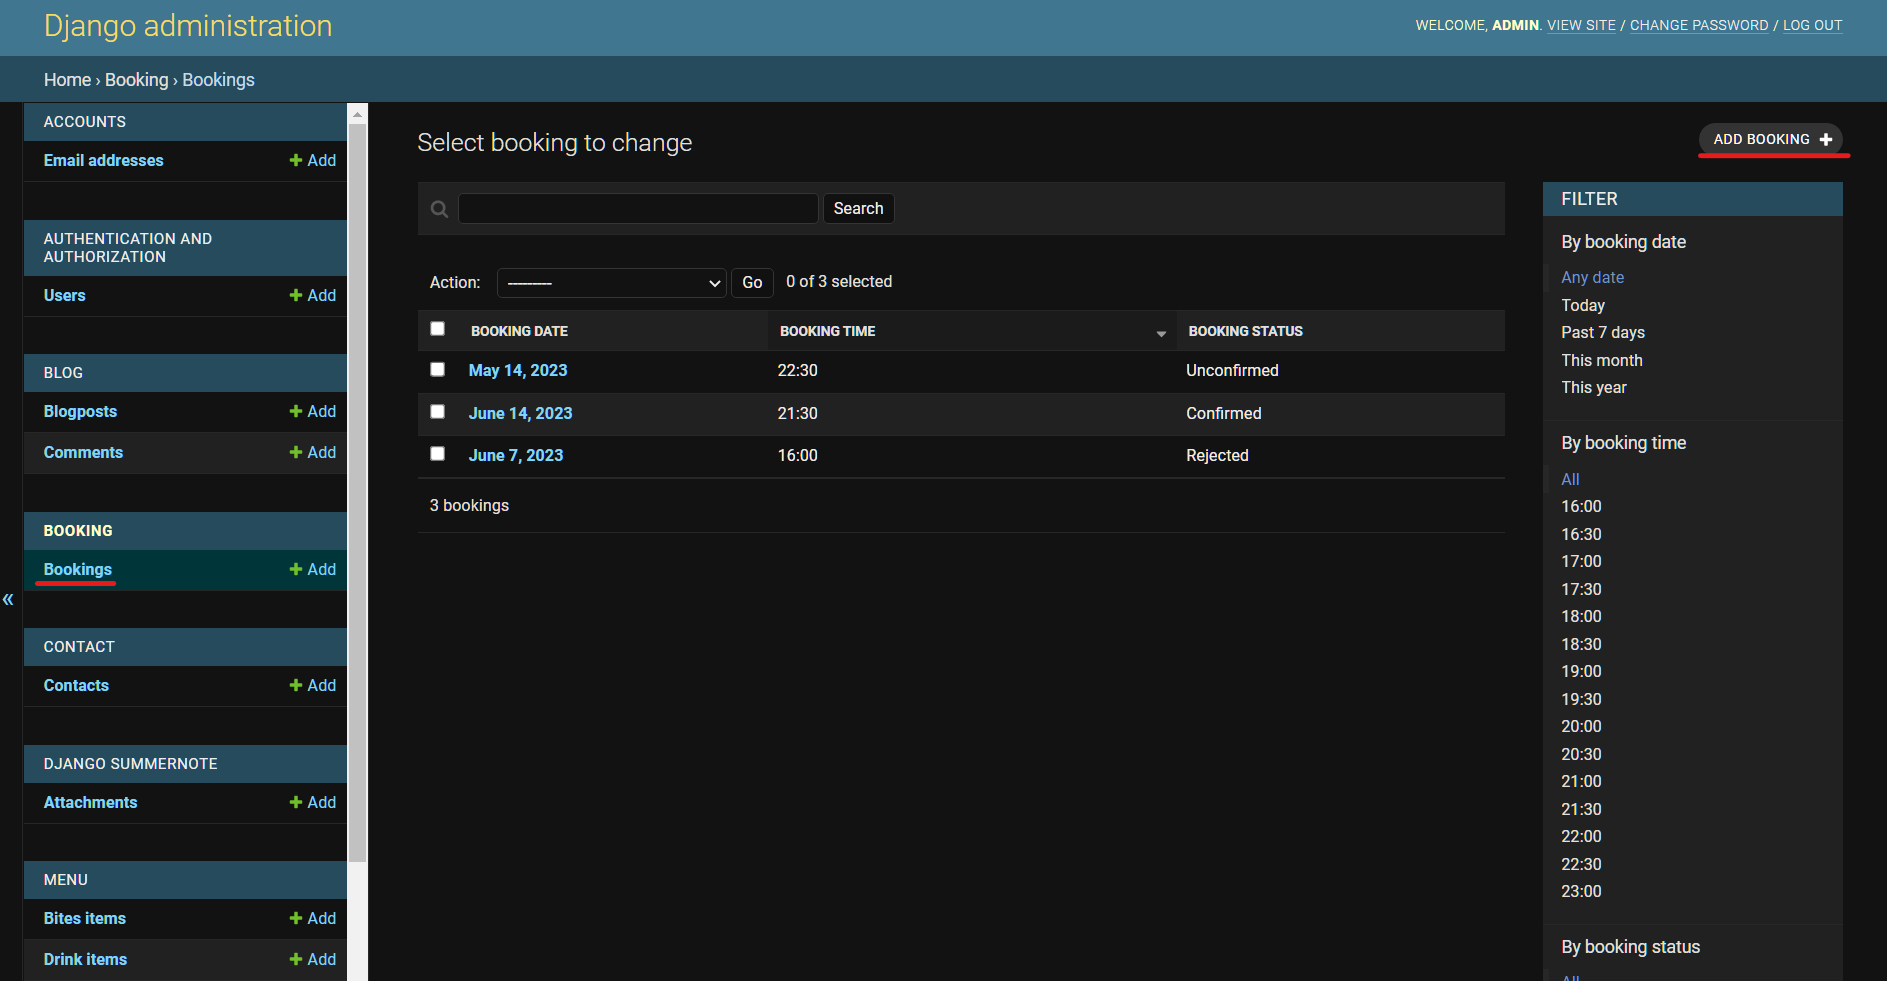 Django administration
WELCOME, ADMIN. VIEW SITE / CHANGE PASSWORD / LOG OUT
Home › Booking › Bookings
ACCOUNTS
Email addresses + Add
AUTHENTICATION AND
AUTHORIZATION
Users + Add
BLOG
Blogposts + Add
Comments + Add
BOOKING
Bookings + Add
«
CONTACT
Contacts + Add
DJANGO SUMMERNOTE
Attachments + Add
MENU
Bites items + Add
Drink items + Add
Select booking to change
ADD BOOKING +
Search
Action: --------- Go 0 of 3 selected
BOOKING DATE BOOKING TIME BOOKING STATUS
May 14, 2023 22:30 Unconfirmed
June 14, 2023 21:30 Confirmed
June 7, 2023 16:00 Rejected
3 bookings
FILTER
By booking date
Any date
Today
Past 7 days
This month
This year
By booking time
All
16:00
16:30
17:00
17:30
18:00
18:30
19:00
19:30
20:00
20:30
21:00
21:30
22:00
22:30
23:00
By booking status
All